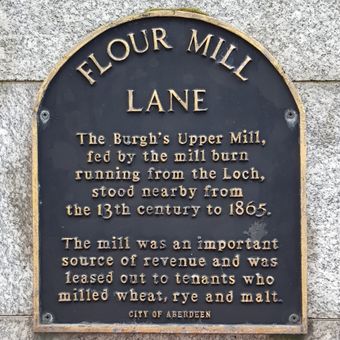 FLOUR MILL
LANE
The Burgh's Upper Mill,
fed by the mill burn
running from the Loch,
stood nearby from
the 13th century to 1865.
The mill was an important
source of revenue and was
leased out to tenants who
milled wheat, rye and malt.
CITY OF ABERDEEN